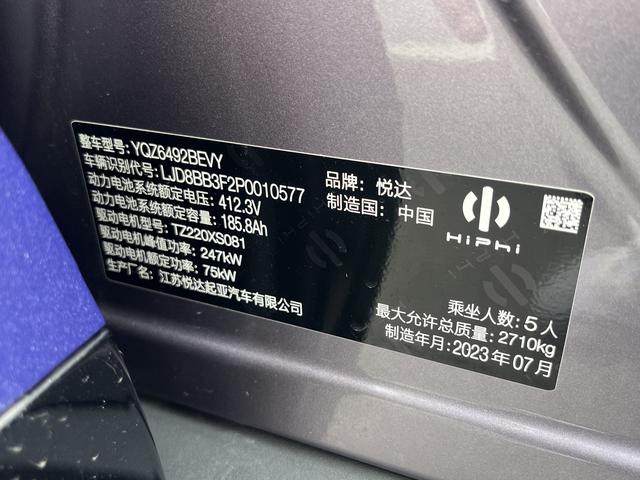 整车型号: YQZ6492BEVY
车辆识别代号: LJD8BB3F2P0010577
动力电池系统额定电压: 412.3V
动力电池系统额定容量: 185.8Ah
驱动电机型号: TZ220XS081
驱动电机峰值功率: 247kW
驱动电机额定功率: 75kW
生产厂名: 江苏悦达起亚汽车有限公司
品牌: 悦达
制造国: 中国
HiPhi
乘坐人数: 5人
最大允许总质量: 2710kg
制造年月: 2023年07月